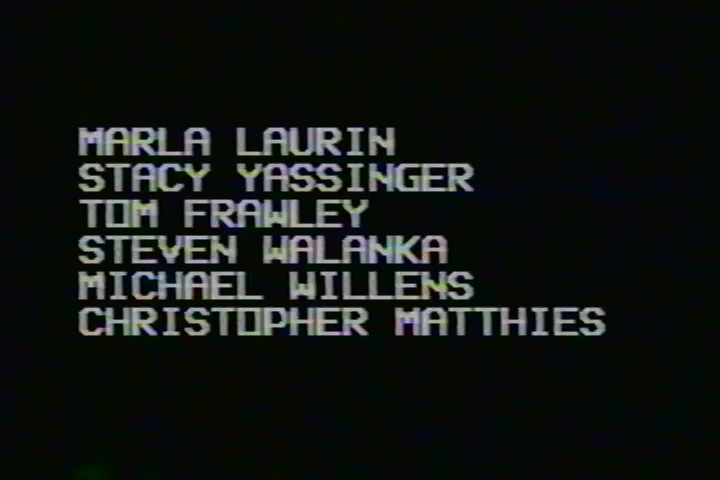 MARLA LAURIN
STACY YASSINGER
TOM FRAWLEY
STEVEN WALANKA
MICHAEL WILLENS
CHRISTOPHER MATTHIES